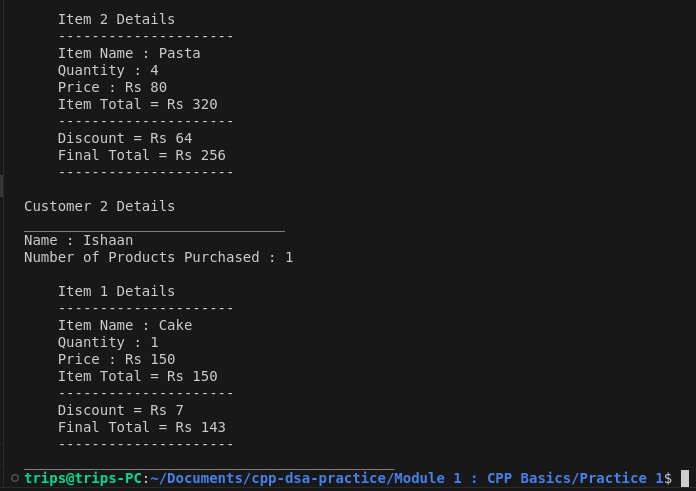 Item 2 Details
---------------------
Item Name : Pasta
Quantity : 4
Price : Rs 80
Item Total = Rs 320
---------------------
Discount = Rs 64
Final Total = Rs 256
---------------------
Customer 2 Details
_______________________________
Name : Ishaan
Number of Products Purchased : 1
Item 1 Details
---------------------
Item Name : Cake
Quantity : 1
Price : Rs 150
Item Total = Rs 150
---------------------
Discount = Rs 7
Final Total = Rs 143
---------------------
____________________________________________
trips@trips-PC:~/Documents/cpp-dsa-practice/Module 1 : CPP Basics/Practice 1$